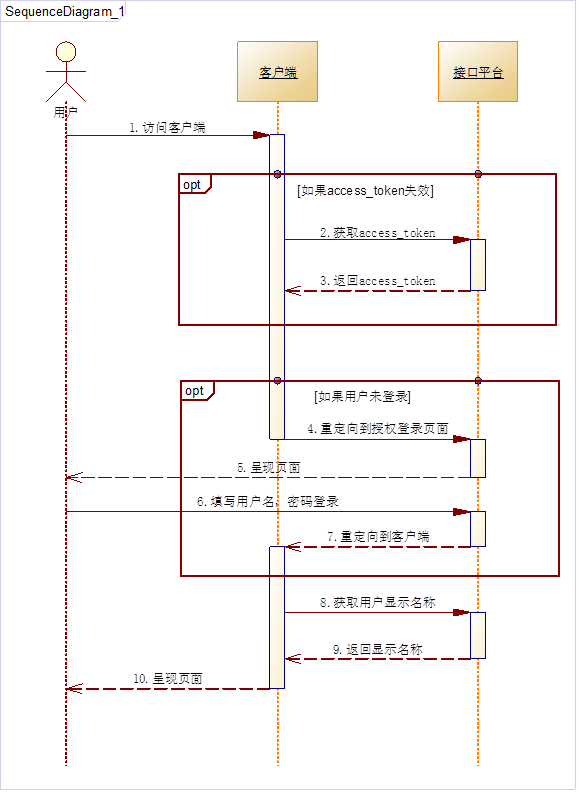 SequenceDiagram_1
客户端
接口平台
用户
1.访问客户端
opt
[如果access_token失效]
2.获取access_token
3.返回access_token
opt
[如果用户未登录]
4.重定向到授权登录页面
5.呈现页面
6.填写用户名，密码登录
7.重定向到客户端
8.获取用户显示名称
9.返回显示名称
10.呈现页面